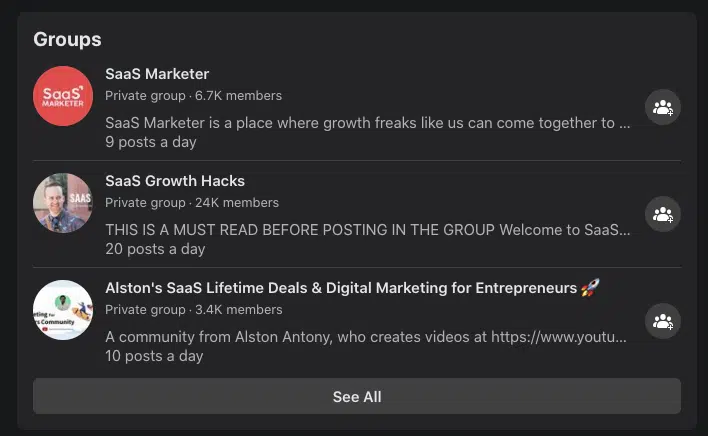 Groups
SaaS
MARKETER
SaaS Marketer
Private group · 6.7K members
SaaS Marketer is a place where growth freaks like us can come together to ...
9 posts a day
SAAS
SaaS Growth Hacks
Private group · 24K members
THIS IS A MUST READ BEFORE POSTING IN THE GROUP Welcome to SaaS...
20 posts a day
Alston's SaaS Lifetime Deals & Digital Marketing for Entrepreneurs 🚀
Private group · 3.4K members
A community from Alston Antony, who creates videos at https://www.youtu...
10 posts a day
See All